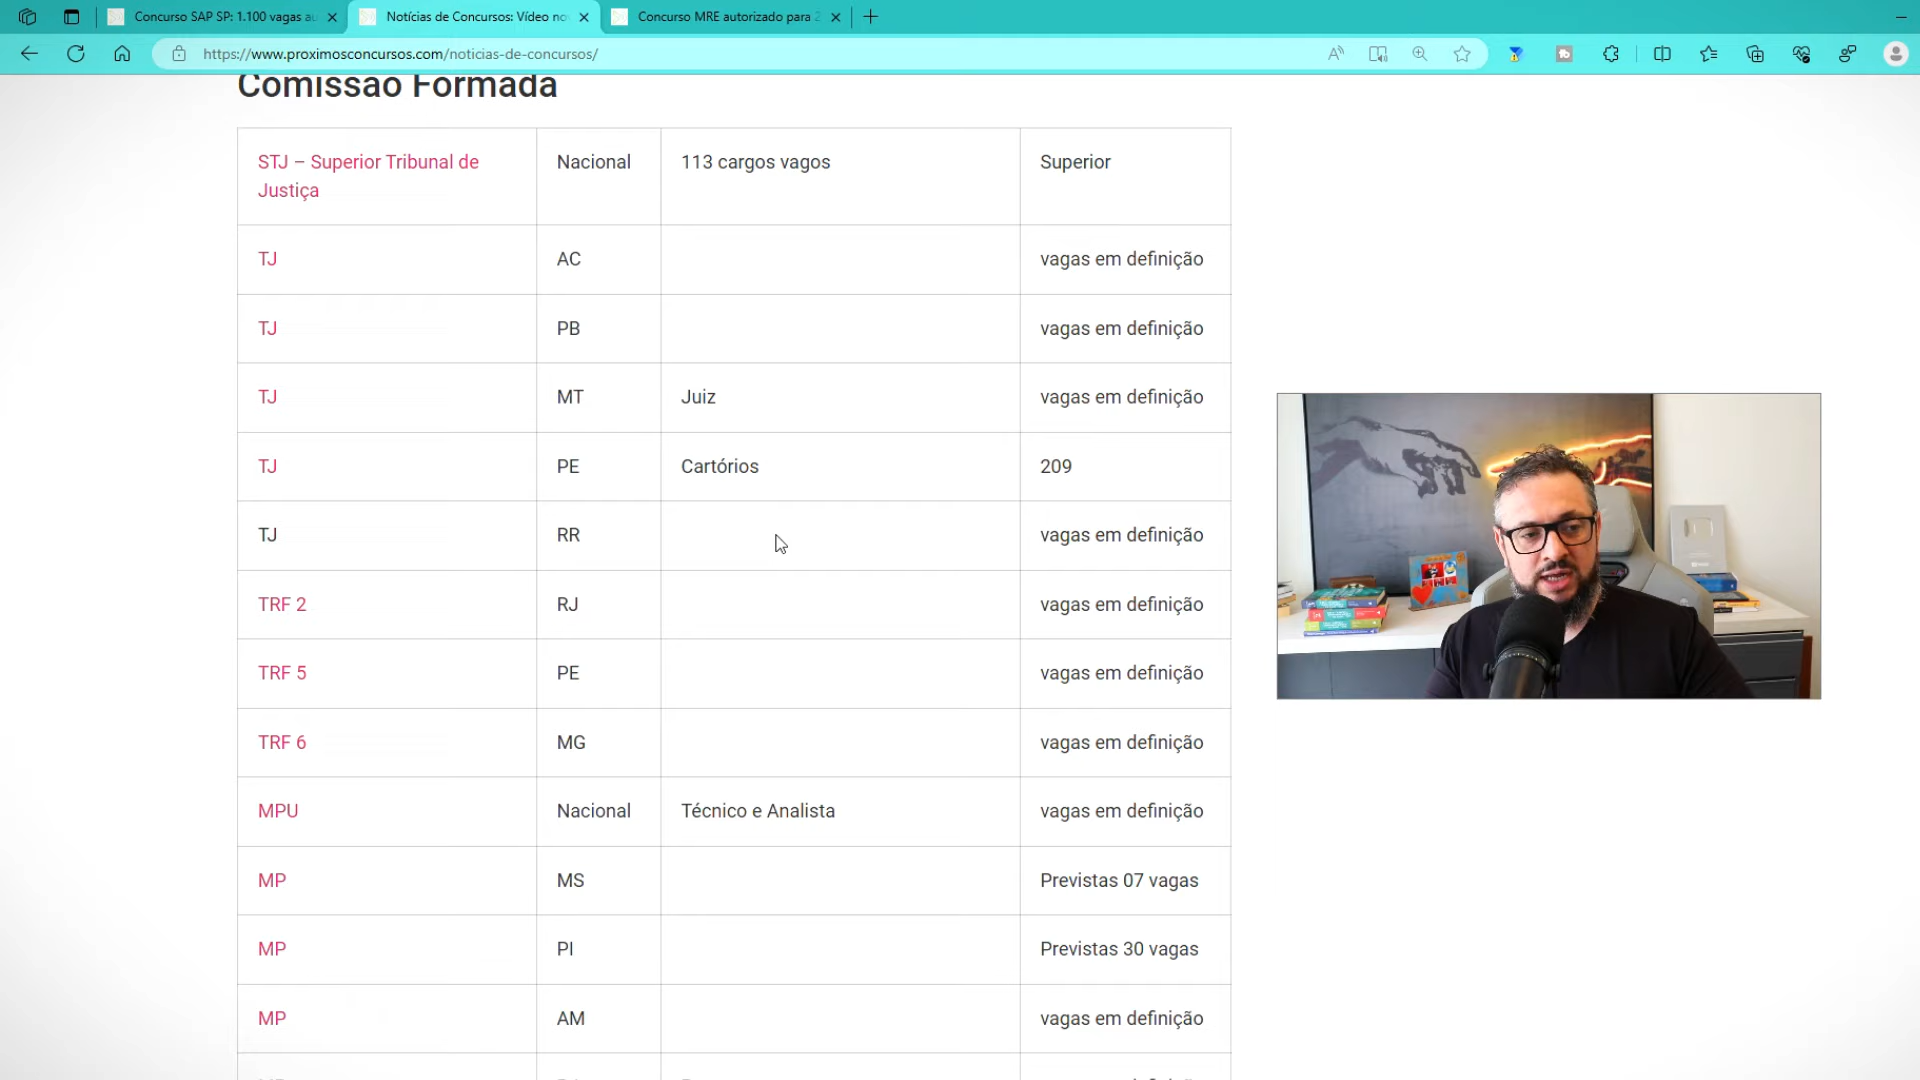 Concurso SAP SP: 1.100 vagas au
Notícias de Concursos: Vídeo no
Concurso MRE autorizado para 2
https://www.proximosconcursos.com/noticias-de-concursos/
Comissão Formada
STJ – Superior Tribunal de
Justiça
Nacional
113 cargos vagos
Superior
TJ
AC
vagas em definição
TJ
PB
vagas em definição
TJ
MT
Juiz
vagas em definição
TJ
PE
Cartórios
209
TJ
RR
vagas em definição
TRF 2
RJ
vagas em definição
TRF 5
PE
vagas em definição
TRF 6
MG
vagas em definição
MPU
Nacional
Técnico e Analista
vagas em definição
MP
MS
Previstas 07 vagas
MP
PI
Previstas 30 vagas
MP
AM
vagas em definição